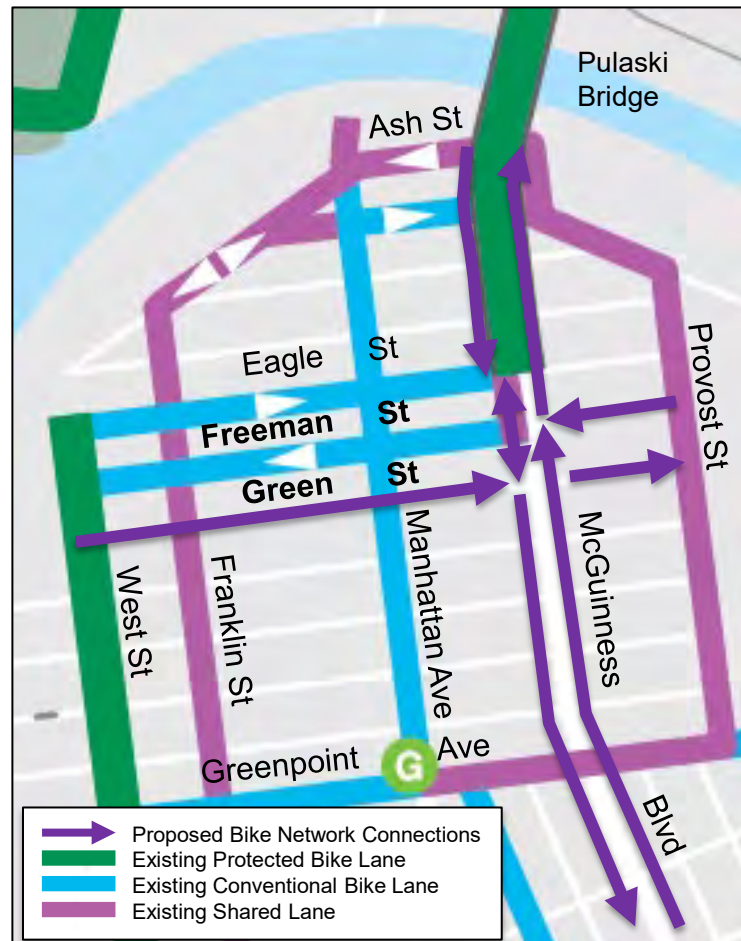 Pulaski
Bridge
Ash St
Eagle St
Freeman St
Green St
Provost St
McGuinness
Blvd
Manhattan Ave
Franklin St
West St
Greenpoint Ave
G
Proposed Bike Network Connections
Existing Protected Bike Lane
Existing Conventional Bike Lane
Existing Shared Lane